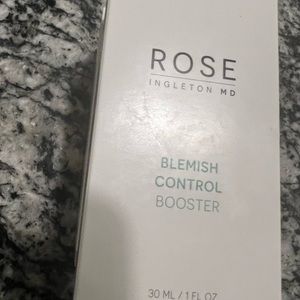 ROSE
INGLETON MD
BLEMISH
CONTROL
BOOSTER
30 ML / 1 FL OZ